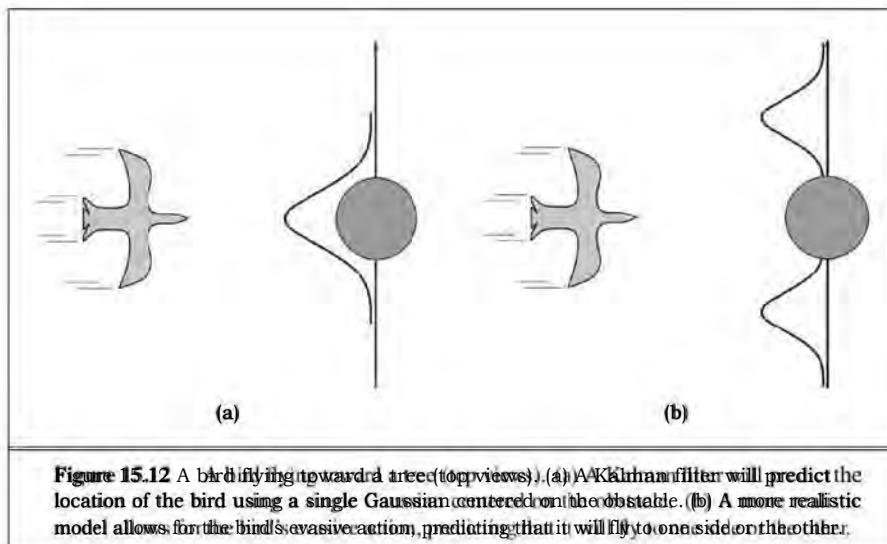 (a) (b)
Figure 15.12 A bird flying toward a tree (top views). (a) A Kalman filter will predict the
location of the bird using a single Gaussian centered on the obstacle. (b) A more realistic
model allows for the bird's evasive action, predicting that it will fly to one side or the other.